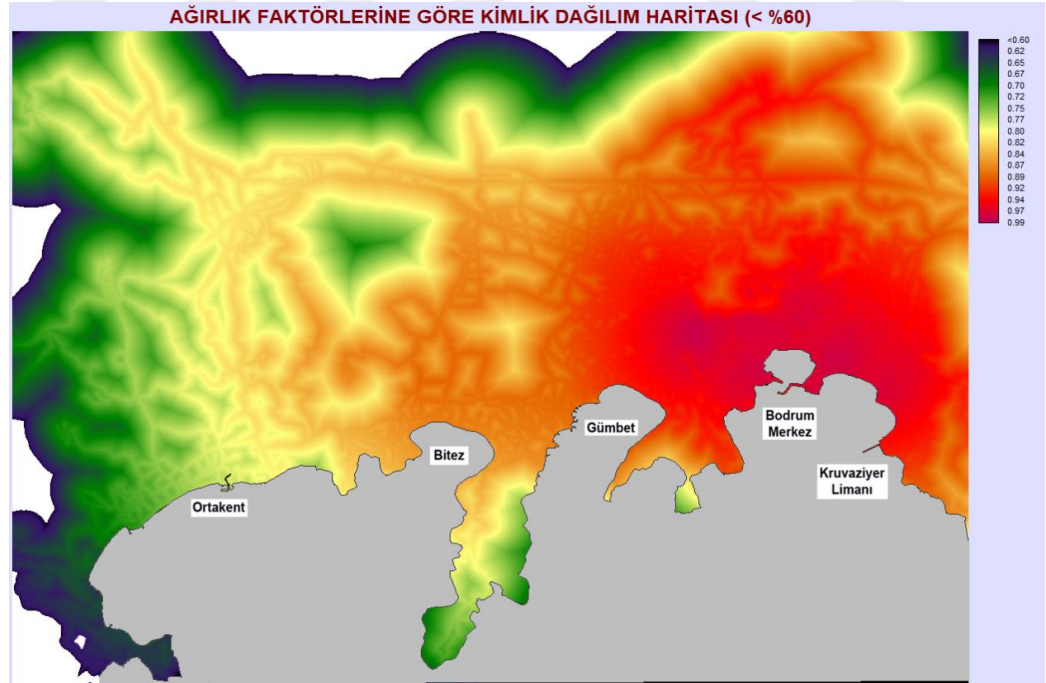 AĞIRLIK FAKTÖRLERİNE GÖRE KİMLİK DAĞILIM HARİTASI (< %60)
<0.60
0.62
0.65
0.67
0.70
0.72
0.75
0.77
0.80
0.82
0.84
0.87
0.89
0.92
0.94
0.97
0.99
Gümbet
Bodrum
Merkez
Bitez
Kruvaziyer
Limanı
Ortakent